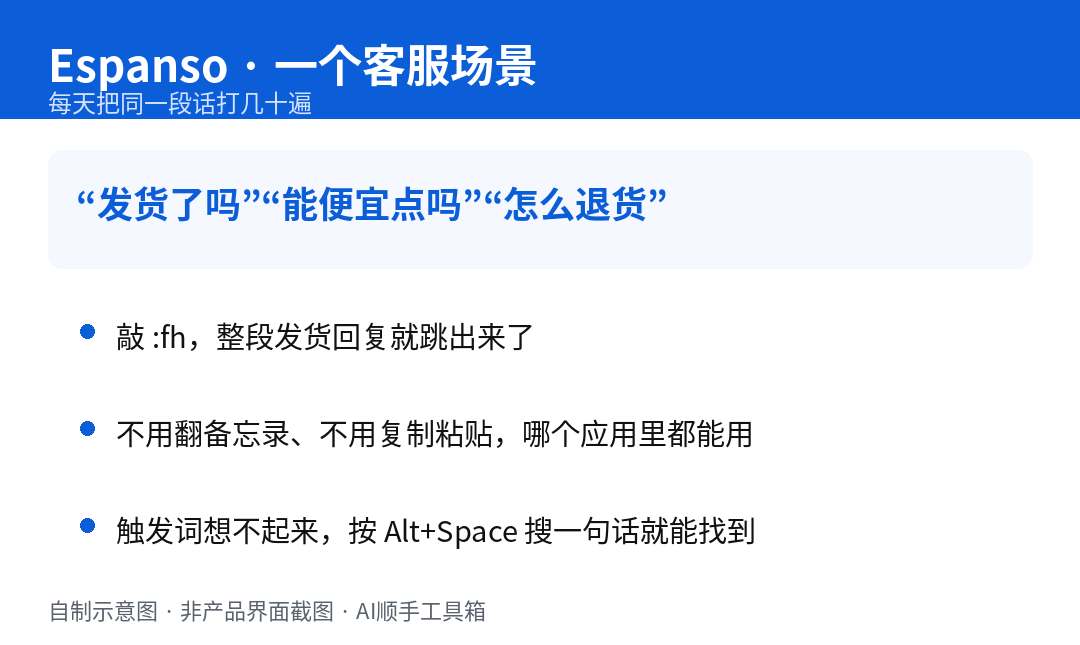 Espanso · 一个客服场景
每天把同一段话打几十遍
“发货了吗”“能便宜点吗”“怎么退货”
敲 :fh，整段发货回复就跳出来了
不用翻备忘录、不用复制粘贴，哪个应用里都能用
触发词想不起来，按 Alt+Space 搜一句话就能找到
自制示意图 · 非产品界面截图 · AI顺手工具箱